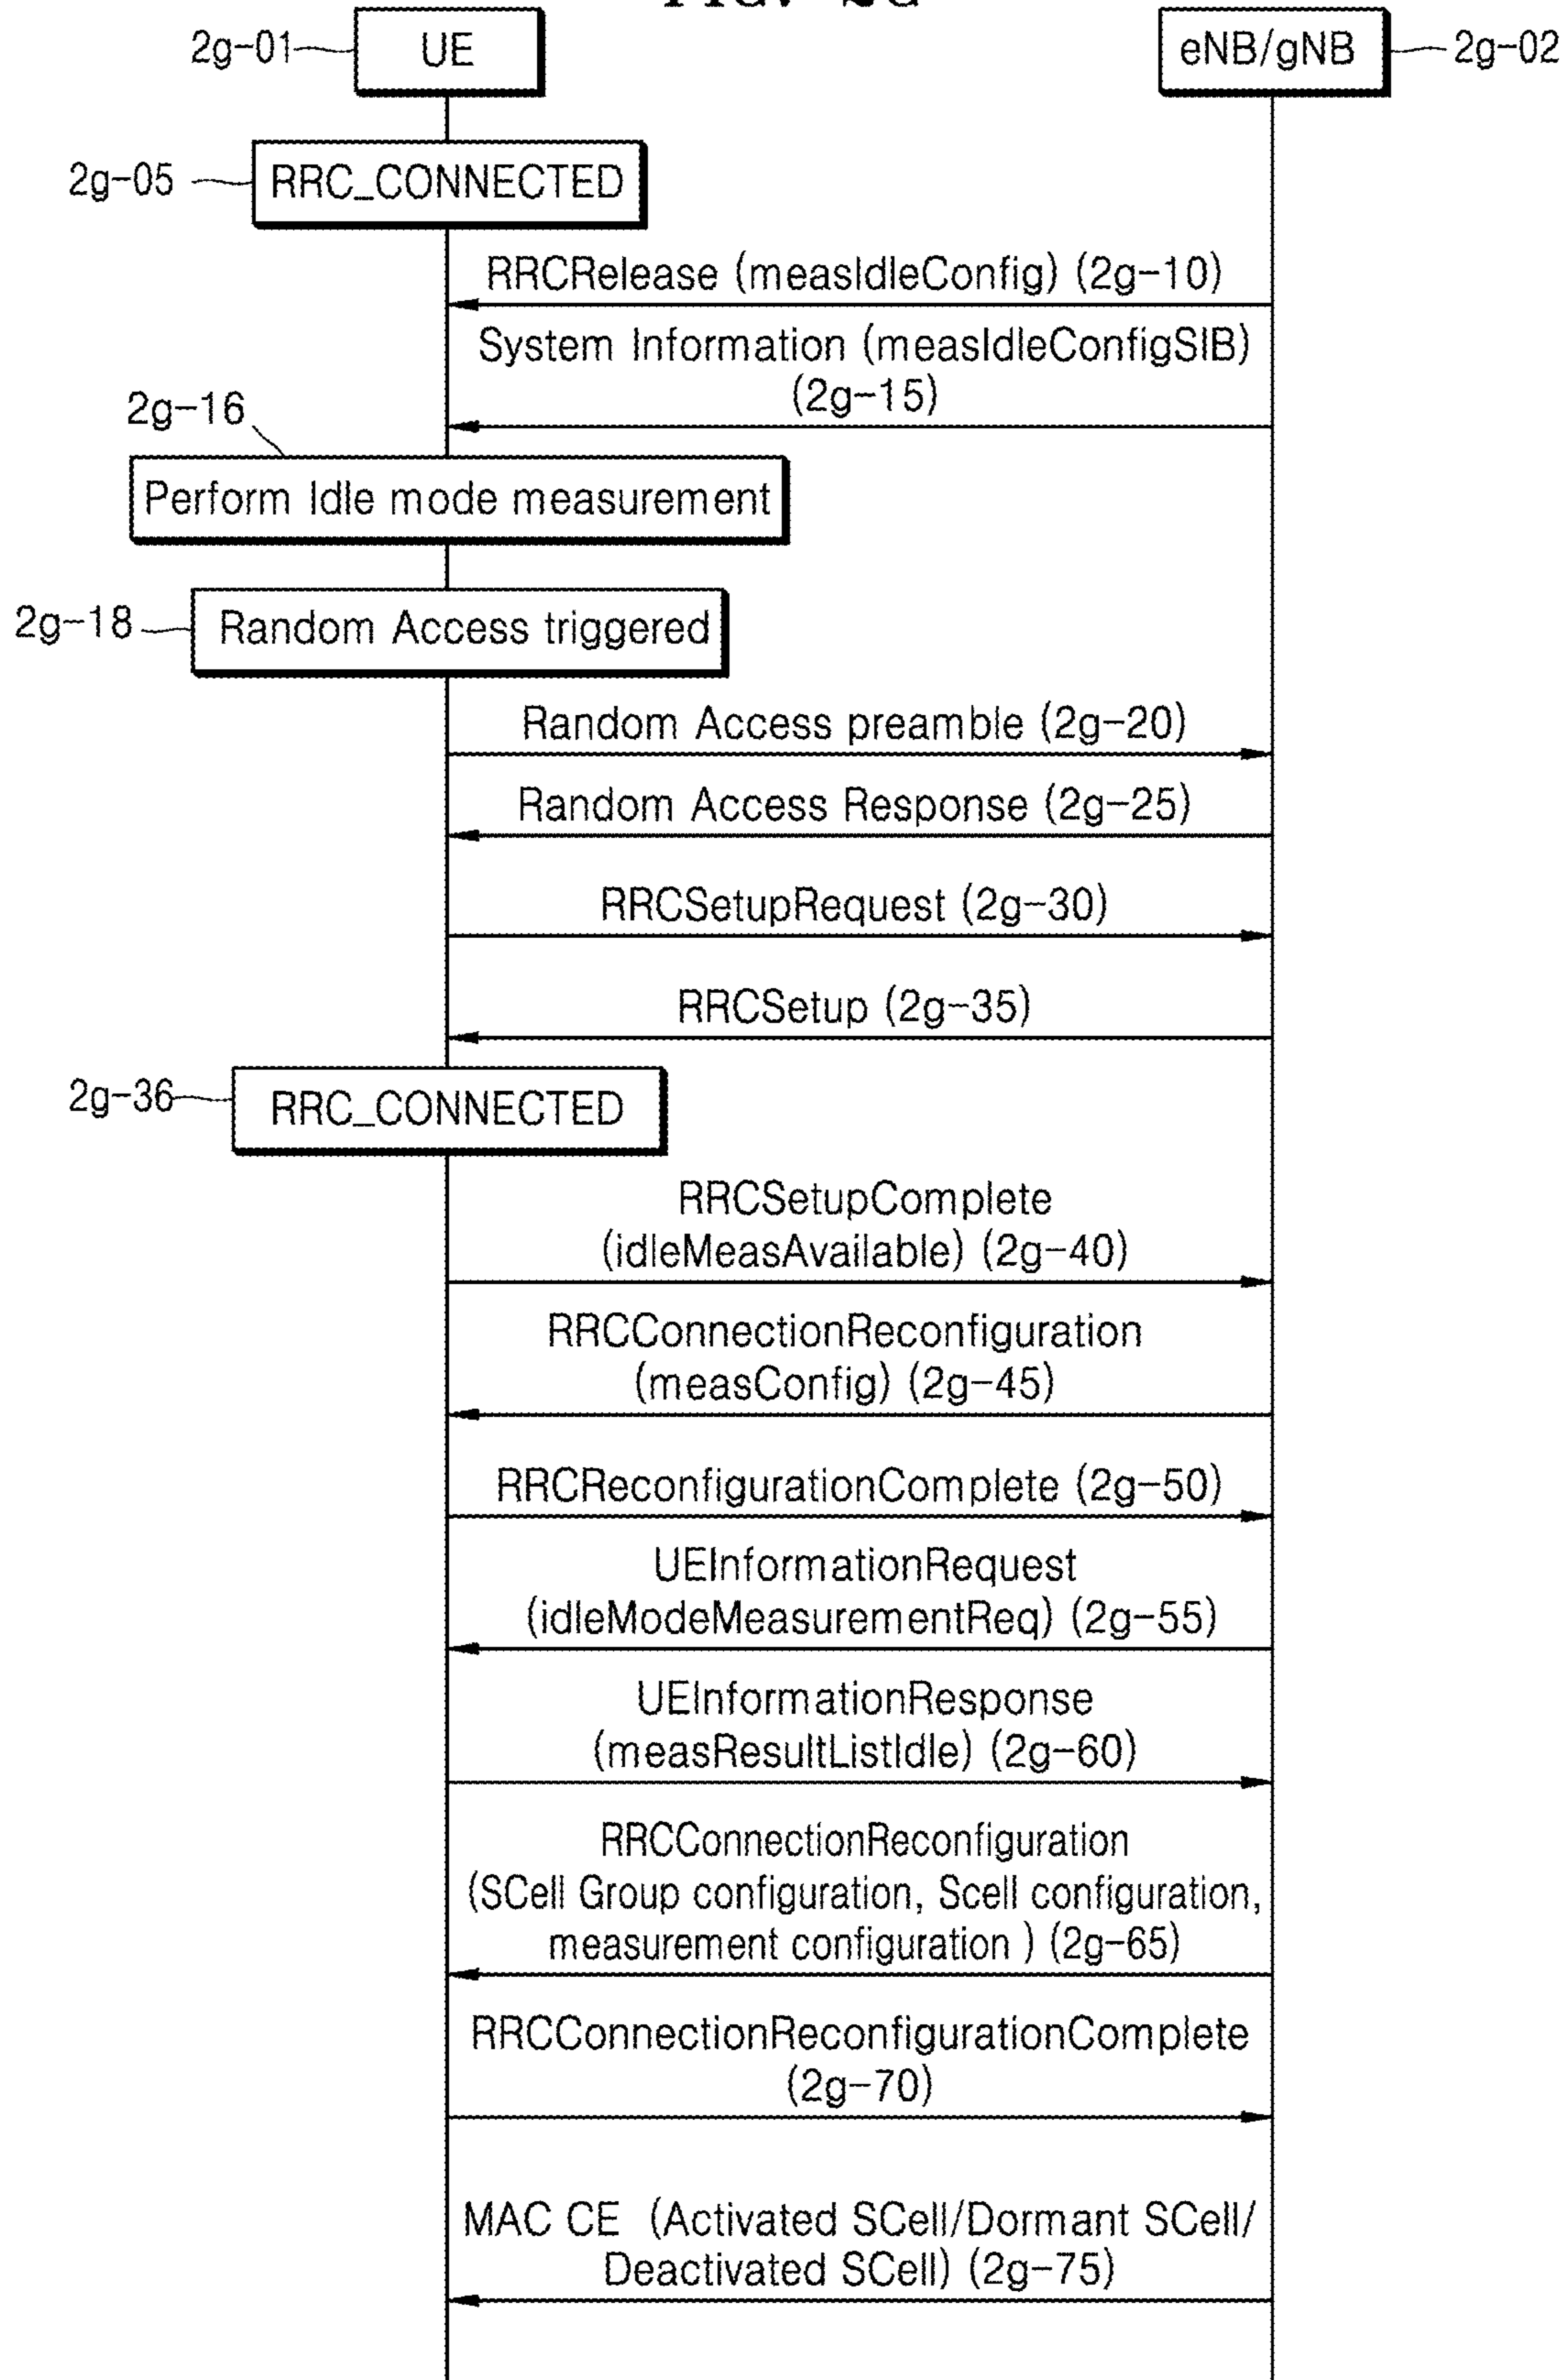 2g-01
UE
eNB/gNB
2g-02
2g-05
RRC_CONNECTED
RRCRelease (measIdleConfig) (2g-10)
System Information (measIdleConfigSIB)
(2g-15)
2g-16
Perform Idle mode measurement
2g-18
Random Access triggered
Random Access preamble (2g-20)
Random Access Response (2g-25)
RRCSetupRequest (2g-30)
RRCSetup (2g-35)
2g-36
RRC_CONNECTED
RRCSetupComplete
(idleMeasAvailable) (2g-40)
RRCConnectionReconfiguration
(measConfig) (2g-45)
RRCReconfigurationComplete (2g-50)
UEInformationRequest
(idleModeMeasurementReq) (2g-55)
UEInformationResponse
(measResultListIdle) (2g-60)
RRCConnectionReconfiguration
(SCell Group configuration, Scell configuration,
measurement configuration ) (2g-65)
RRCConnectionReconfigurationComplete
(2g-70)
MAC CE (Activated SCell/Dormant SCell/
Deactivated SCell) (2g-75)